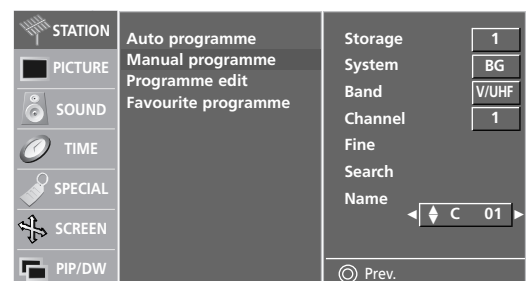 STATION
PICTURE
SOUND
TIME
SPECIAL
SCREEN
PIP/DW
Auto programme
Manual programme
Programme edit
Favourite programme
Storage 1
System BG
Band V/UHF
Channel 1
Fine
Search
Name
C 01
Prev.